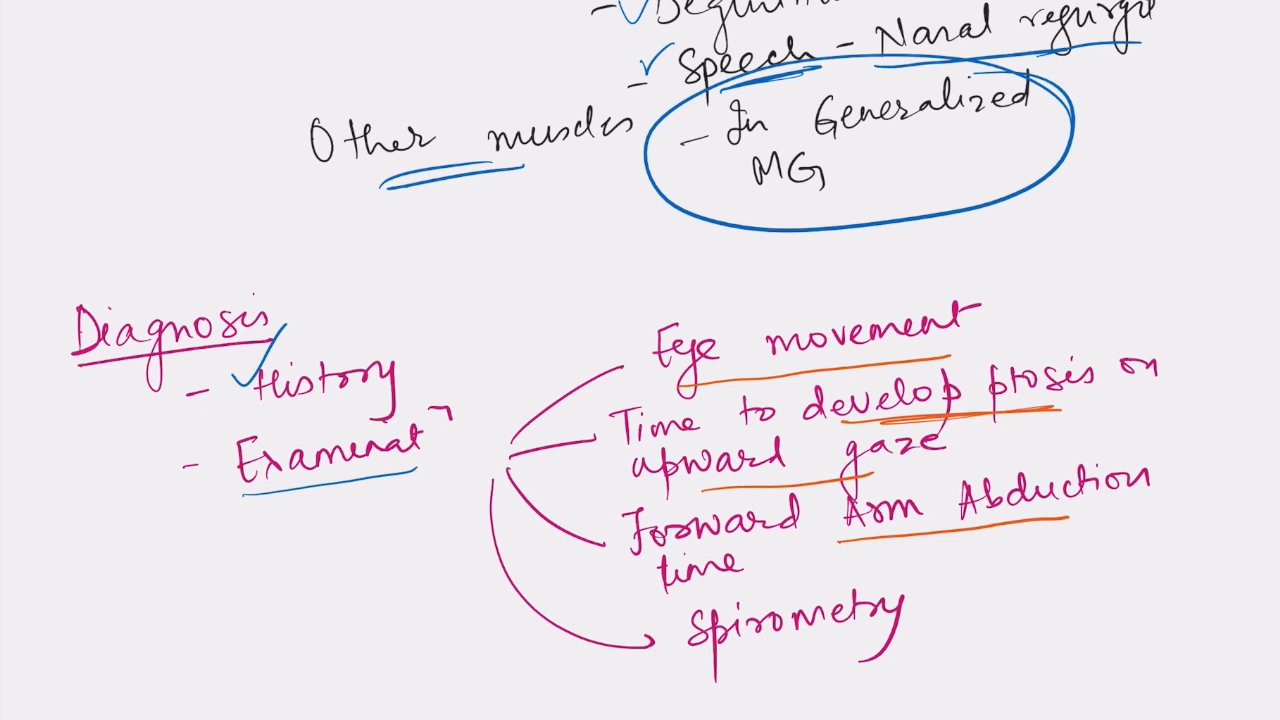 - Speech - Nasal regurgi
Other muscles - In Generalized
MG
Diagnosis
- History
- Examinat⁻ⁿ
Eye movement
Time to develop ptosis on
upward gaze
Forward Arm Abduction
time
Spirometry